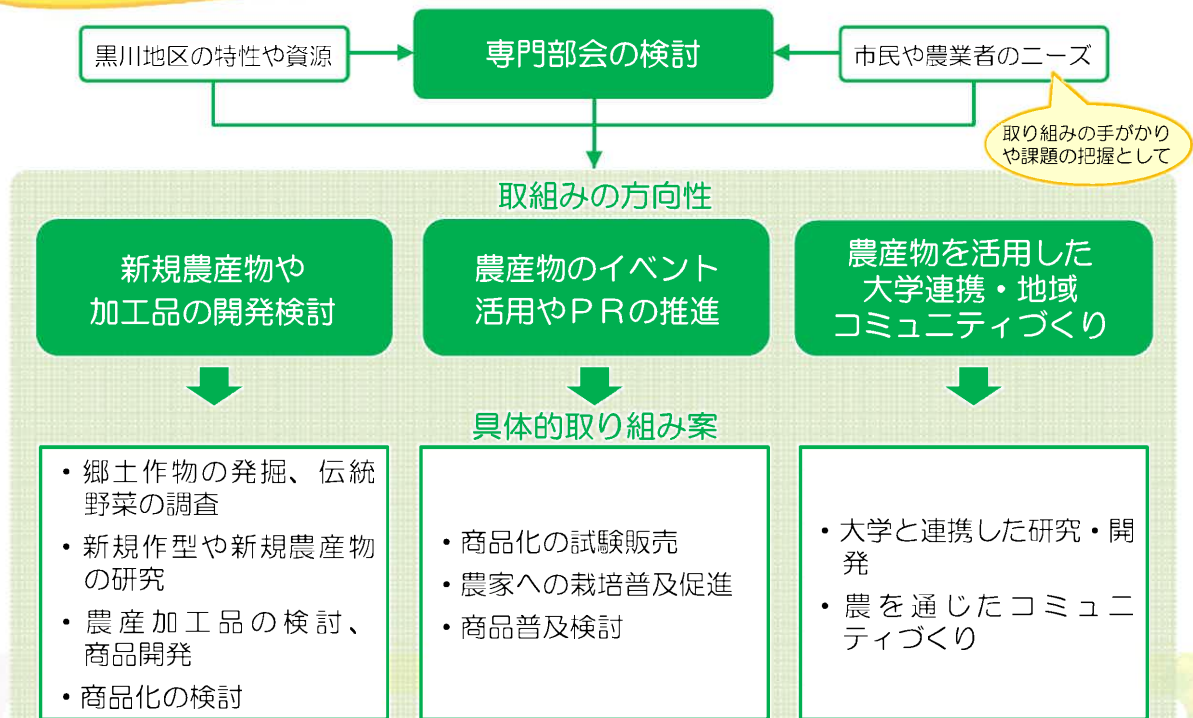 黒川地区の特性や資源
専門部会の検討
市民や農業者のニーズ
取り組みの手がかり
や課題の把握として
取組みの方向性
新規農産物や
加工品の開発検討
農産物のイベント
活用やＰＲの推進
農産物を活用した
大学連携・地域
コミュニティづくり
具体的取り組み案
・郷土作物の発掘、伝統
野菜の調査
・新規作型や新規農産物
の研究
・農産加工品の検討、
商品開発
・商品化の検討
・商品化の試験販売
・農家への栽培普及促進
・商品普及検討
・大学と連携した研究・開
発
・農を通じたコミュニ
ティづくり